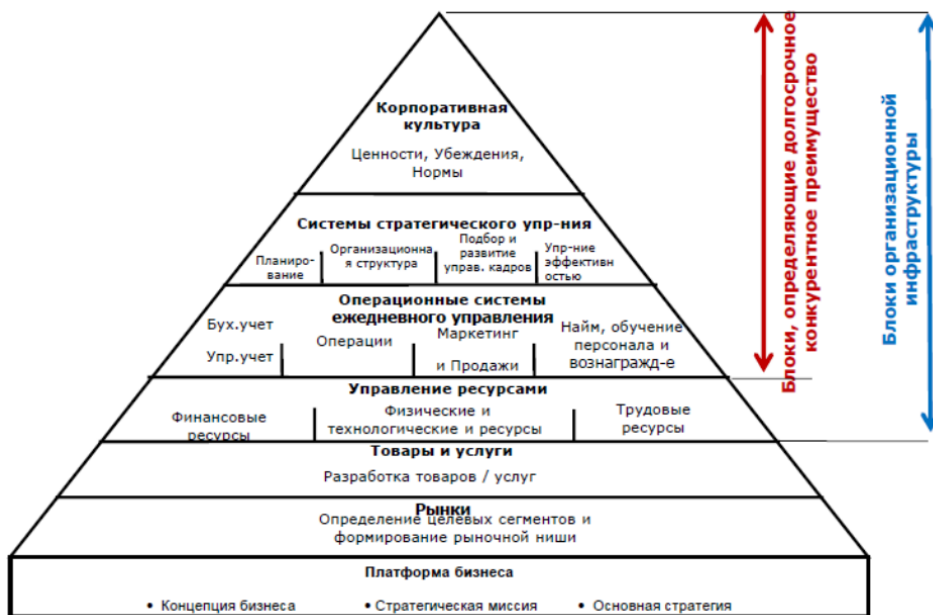 Корпоративная
культура
Ценности, Убеждения,
Нормы
Системы стратегического упр-ния
Планиро-
вание
Организационна
я структура
Подбор и
развитие
управ. кадров
Упр-ние
эффективн
остью
Операционные системы
ежедневного управления
Бух.учет
Упр.учет
Операции
Маркетинг
и Продажи
Найм, обучение
персонала и
вознагражд-е
Управление ресурсами
Финансовые
ресурсы
Физические и
технологические и ресурсы
Трудовые
ресурсы
Товары и услуги
Разработка товаров / услуг
Рынки
Определение целевых сегментов и
формирование рыночной ниши
Платформа бизнеса
• Концепция бизнеса
• Стратегическая миссия
• Основная стратегия
Блоки, определяющие долгосрочное
конкурентное преимущество
Блоки организационной
инфраструктуры